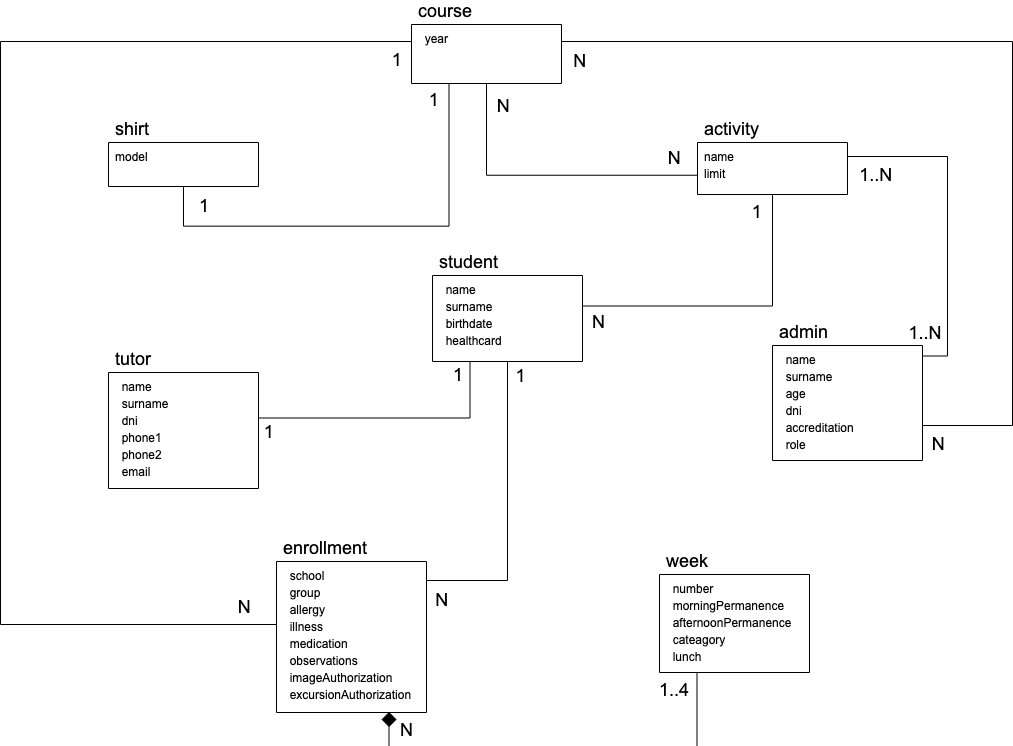 course
year
1
N
1
N
shirt
model
1
activity
name
limit
N
1..N
1
student
name
surname
birthdate
healthcard
N
1
1
admin
name
surname
age
dni
accreditation
role
1..N
N
tutor
name
surname
dni
phone1
phone2
email
1
enrollment
school
group
allergy
illness
medication
observations
imageAuthorization
excursionAuthorization
N
N
N
week
number
morningPermanence
afternoonPermanence
cateagory
lunch
1..4